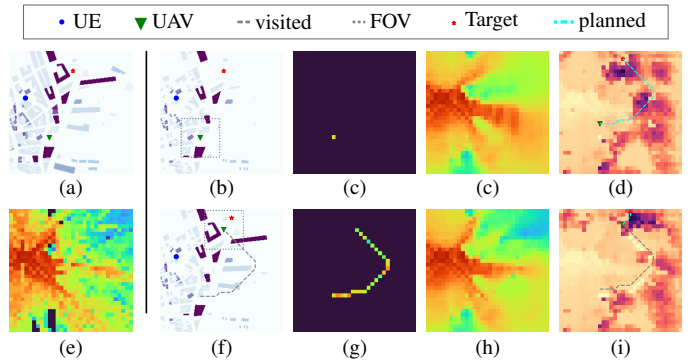 UE UAV visited FOV Target planned
(a) (b) (c) (c) (d)
(e) (f) (g) (h) (i)